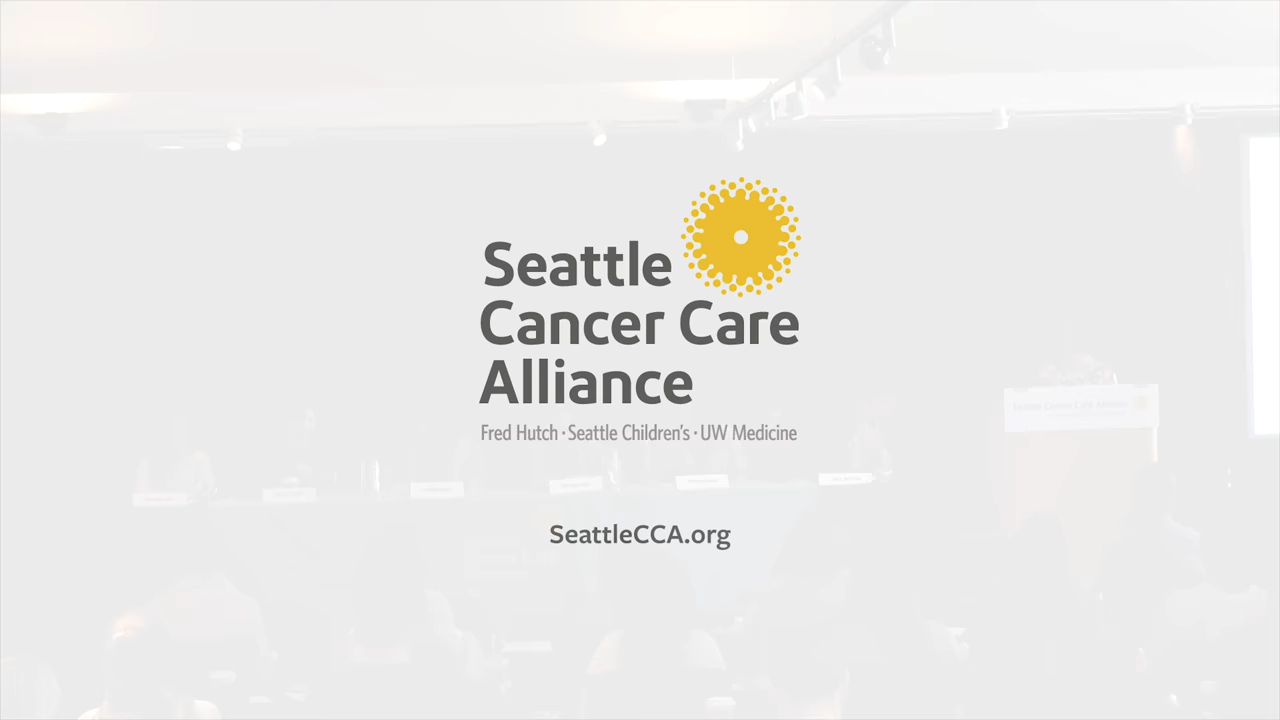 Seattle
Cancer Care
Alliance
Fred Hutch · Seattle Children's · UW Medicine
SeattleCCA.org